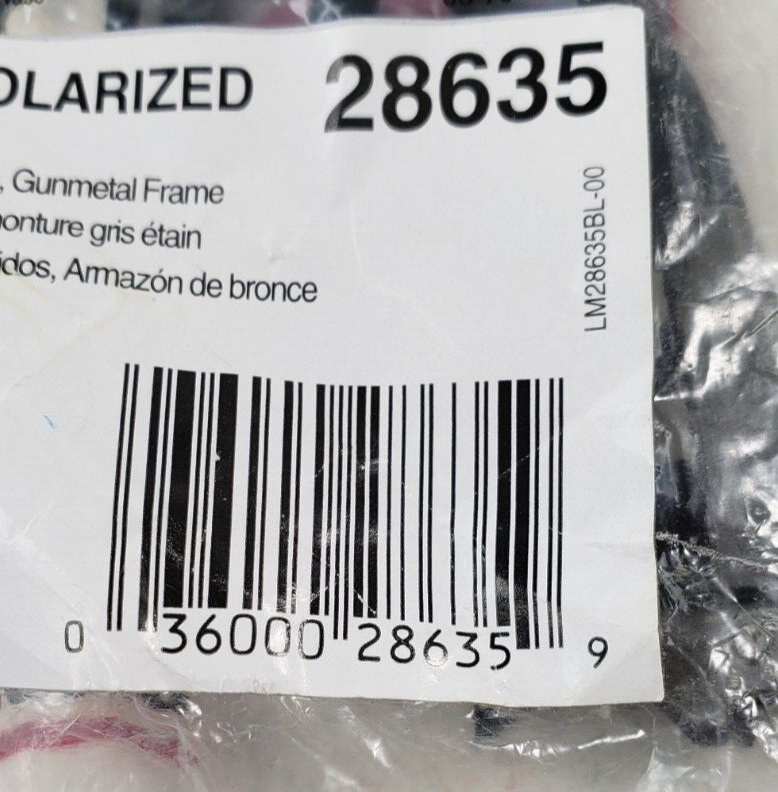 OLARIZED 28635
, Gunmetal Frame
onture gris étain
idos, Armazón de bronce
LM28635BL-00
0 36000 28635 9